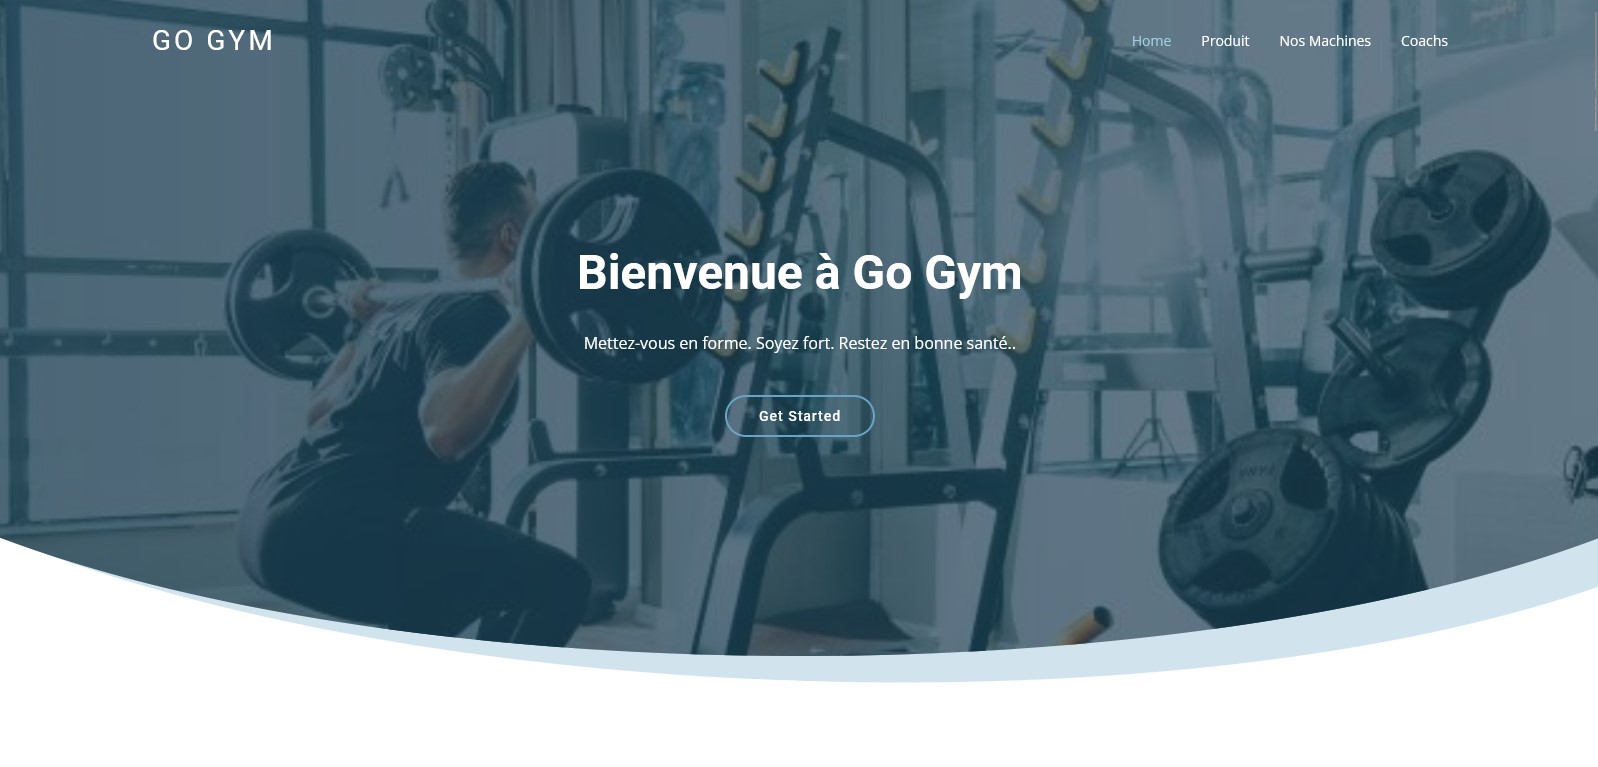 GO GYM
Home Produit Nos Machines Coachs
Bienvenue à Go Gym
Mettez-vous en forme. Soyez fort. Restez en bonne santé..
Get Started